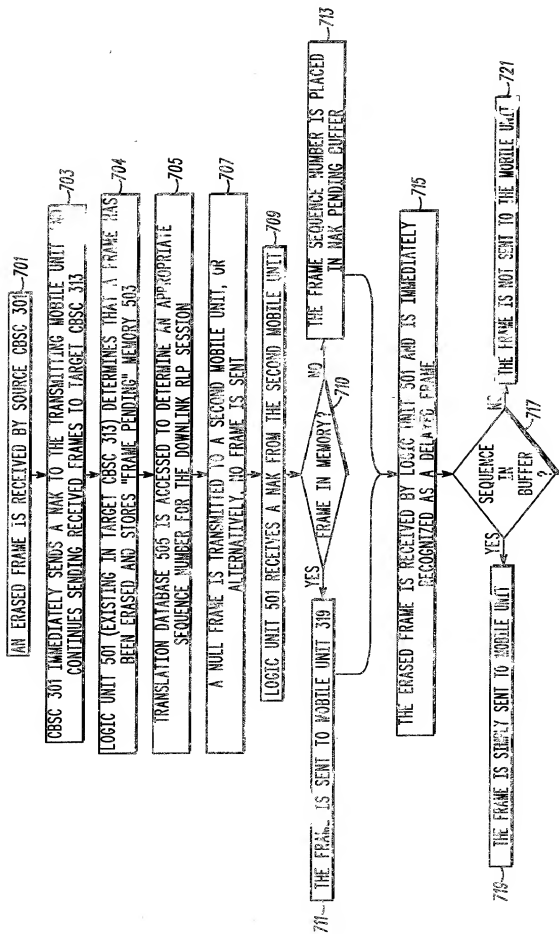 AN ERASED FRAME IS RECEIVED BY SOURCE CBSC 301
701
CBSC 301 IMMEDIATELY SENDS A NAK TO THE TRANSMITTING MOBILE UNIT AND
CONTINUES SENDING RECEIVED FRAMES TO TARGET CBSC 313
703
LOGIC UNIT 501 (EXISTING IN TARGET CBSC 313) DETERMINES THAT A FRAME HAS
BEEN ERASED AND STORES "FRAME PENDING" MEMORY 503
704
TRANSLATION DATABASE 505 IS ACCESSED TO DETERMINE AN APPROPRIATE
SEQUENCE NUMBER FOR THE DOWNLINK RLP SESSION
705
A NULL FRAME IS TRANSMITTED TO A SECOND MOBILE UNIT, OR
ALTERNATIVELY, NO FRAME IS SENT
707
LOGIC UNIT 501 RECEIVES A NAK FROM THE SECOND MOBILE UNIT
709
FRAME IN MEMORY?
710
YES
NO
711
THE FRAME IS SENT TO MOBILE UNIT 319
THE FRAME SEQUENCE NUMBER IS PLACED
IN NAK PENDING BUFFER
713
THE ERASED FRAME IS RECEIVED BY LOGIC UNIT 501 AND IS IMMEDIATELY
RECOGNIZED AS A DELAYED FRAME
715
SEQUENCE
IN
BUFFER
?
717
YES
NO
719
THE FRAME IS SIMPLY SENT TO MOBILE UNIT
THE FRAME IS NOT SENT TO THE MOBILE UNIT
721